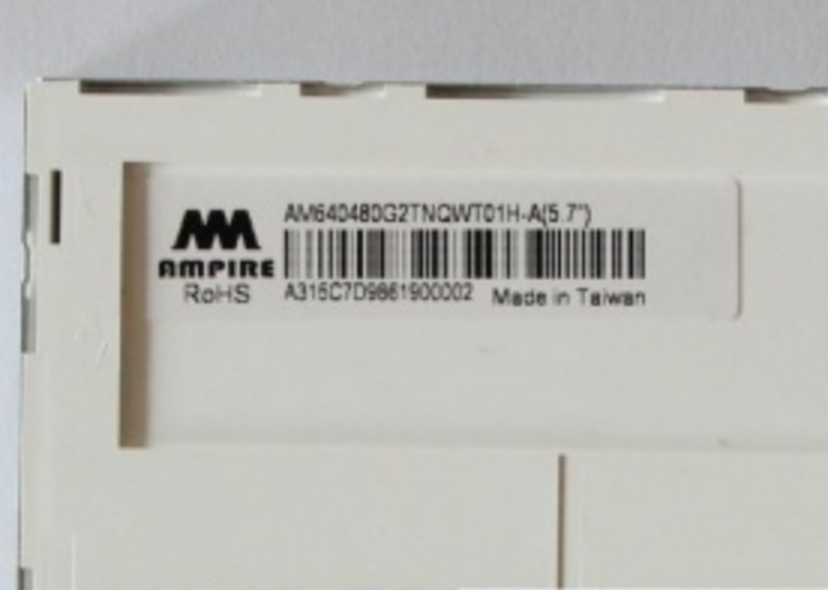 AM640480G2TNQWT01H-A(5.7")
AMPIRE
RoHS
A315C7D9861900002
Made in Taiwan